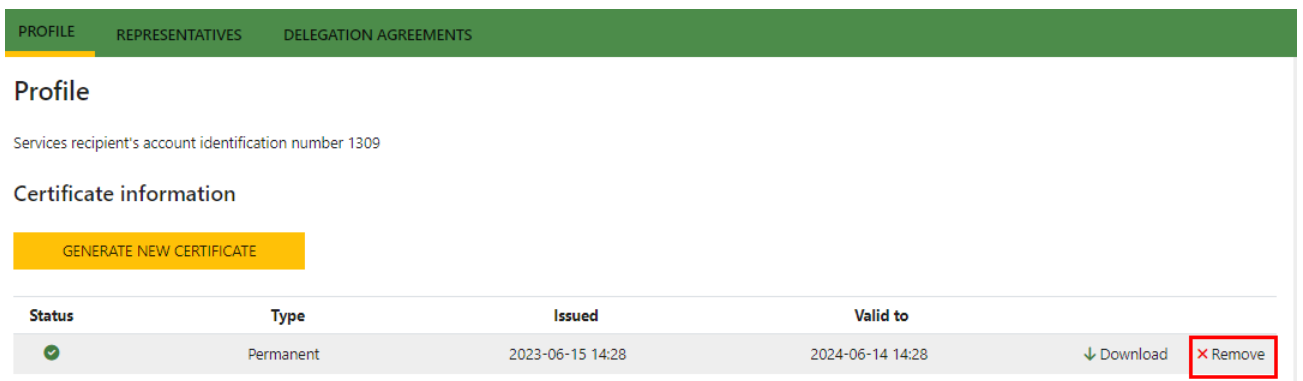 PROFILE REPRESENTATIVES DELEGATION AGREEMENTS
Profile
Services recipient's account identification number 1309
Certificate information
GENERATE NEW CERTIFICATE
Status Type Issued Valid to
Permanent 2023-06-15 14:28 2024-06-14 14:28 Download Remove